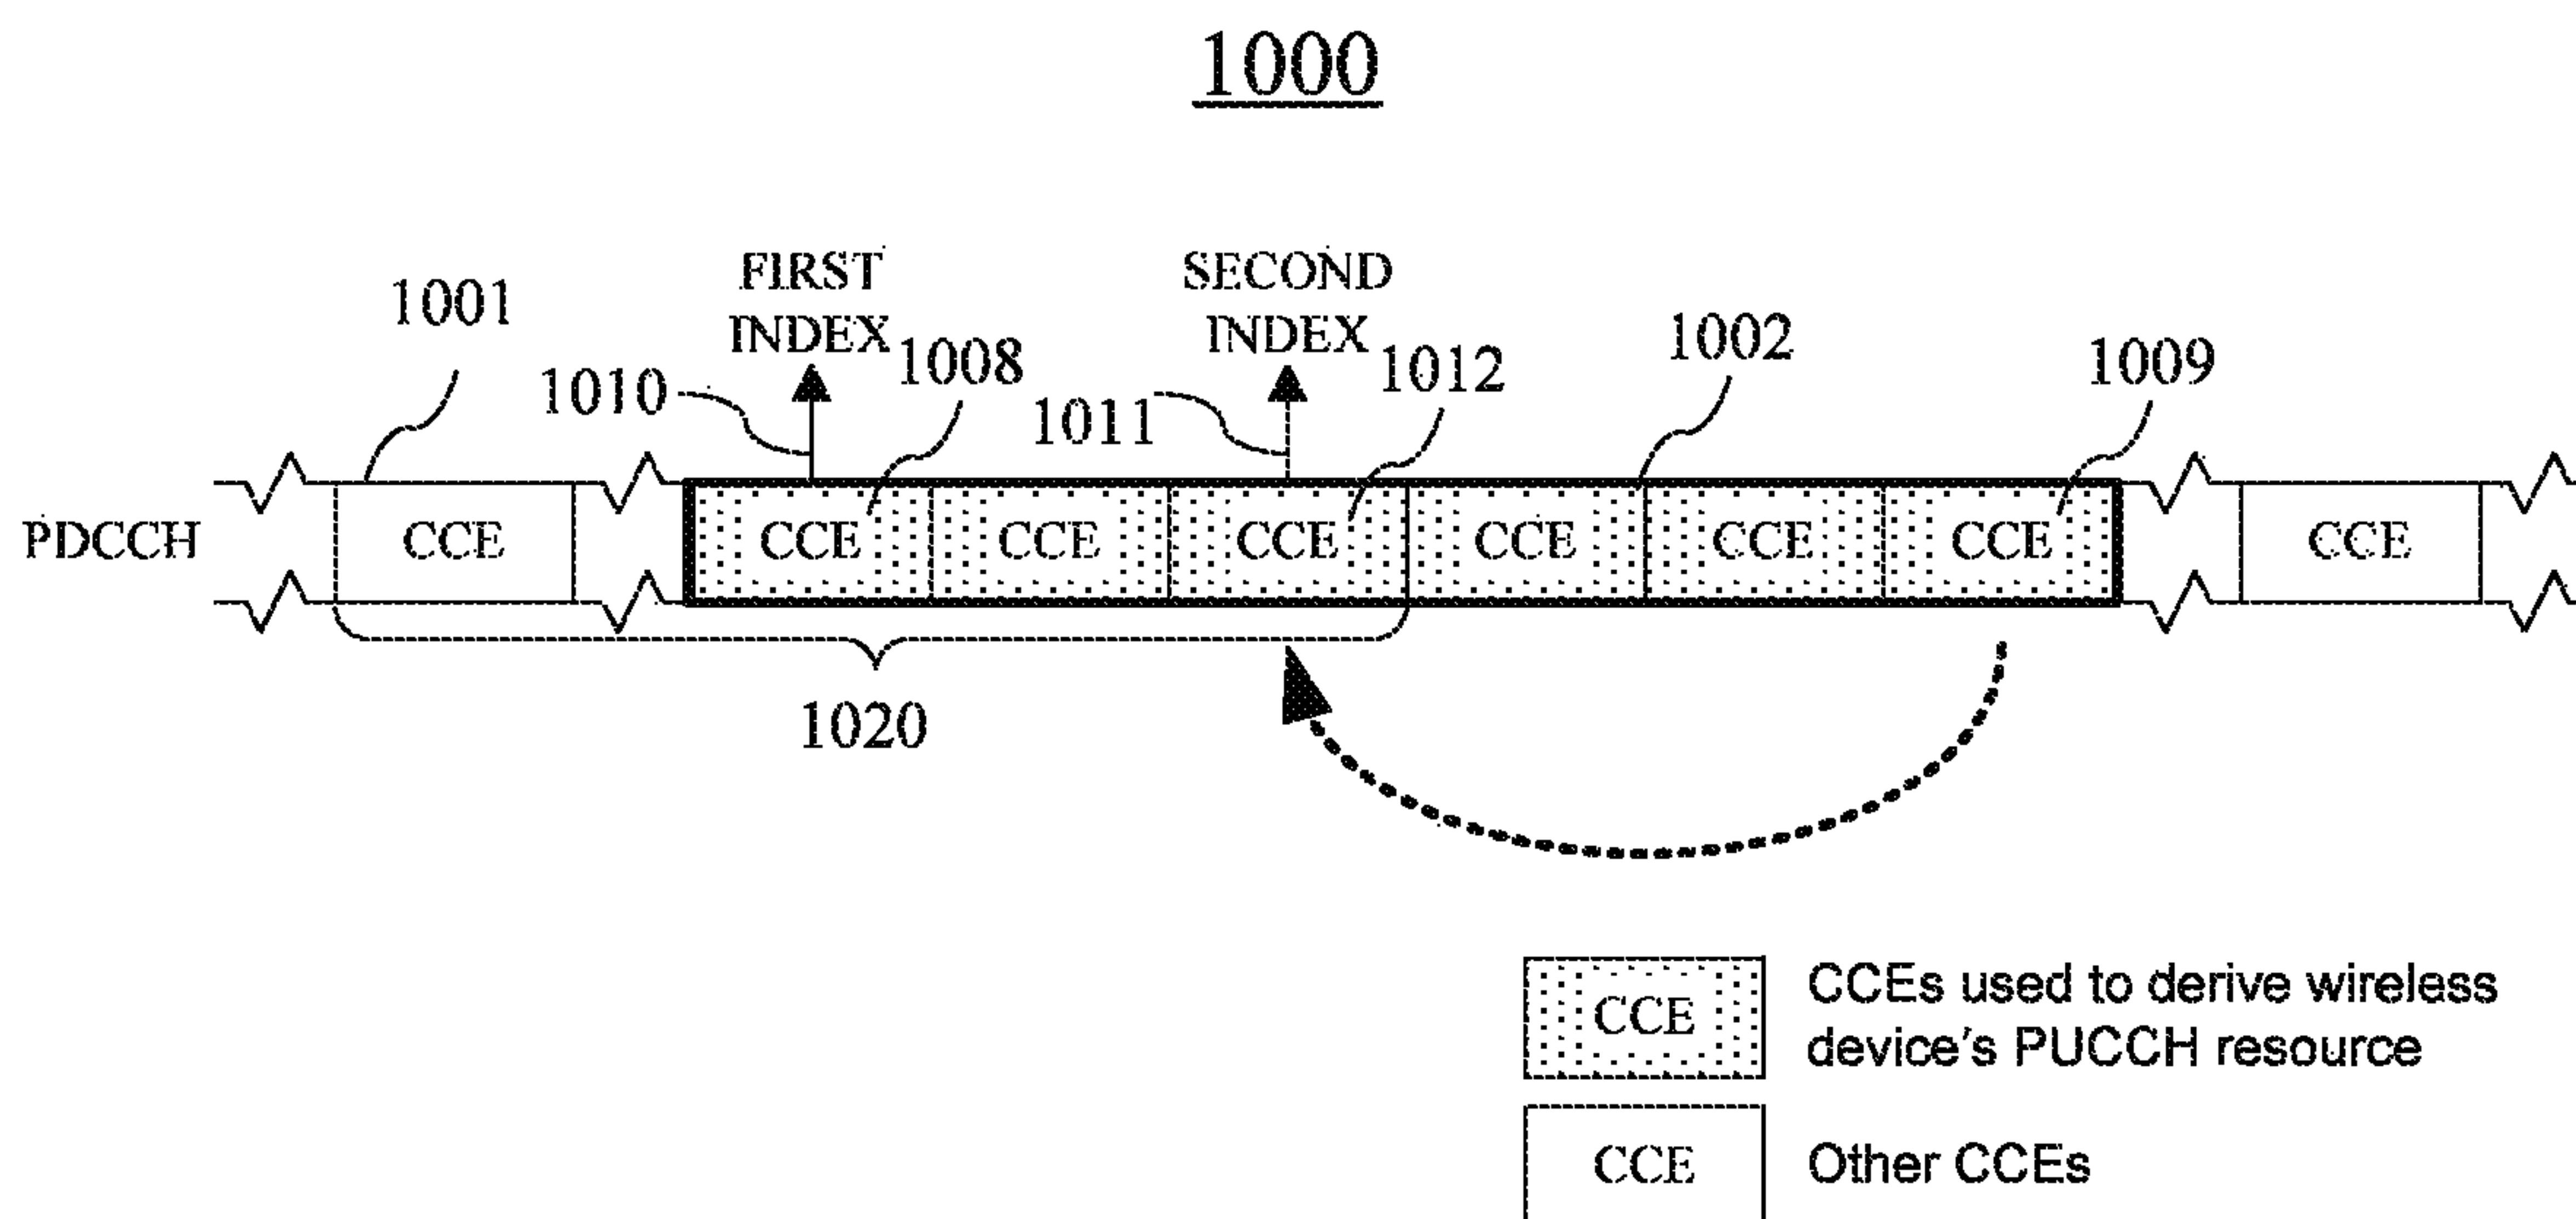 1000
FIRST
INDEX
SECOND
INDEX
1001
1010
1008
1011
1012
1002
1009
PDCCH
CCE
CCE
CCE
CCE
CCE
CCE
CCE
CCE
1020
CCE
CCEs used to derive wireless
device's PUCCH resource
CCE
Other CCEs